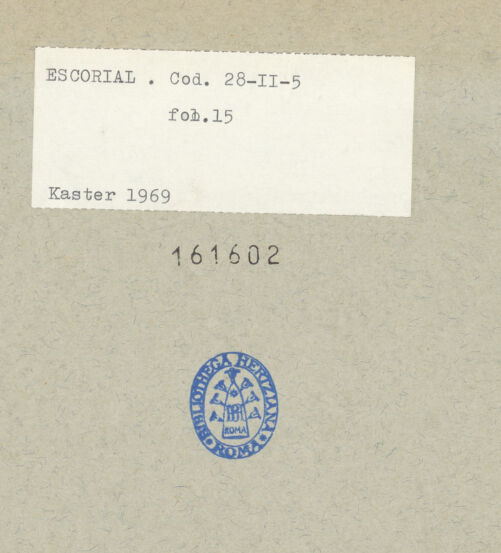 ESCORIAL . Cod. 28-II-5
fol.15
Kaster 1969
161602
BIBLIOTHECA HERTZIANA
ROMA
· ROMA ·